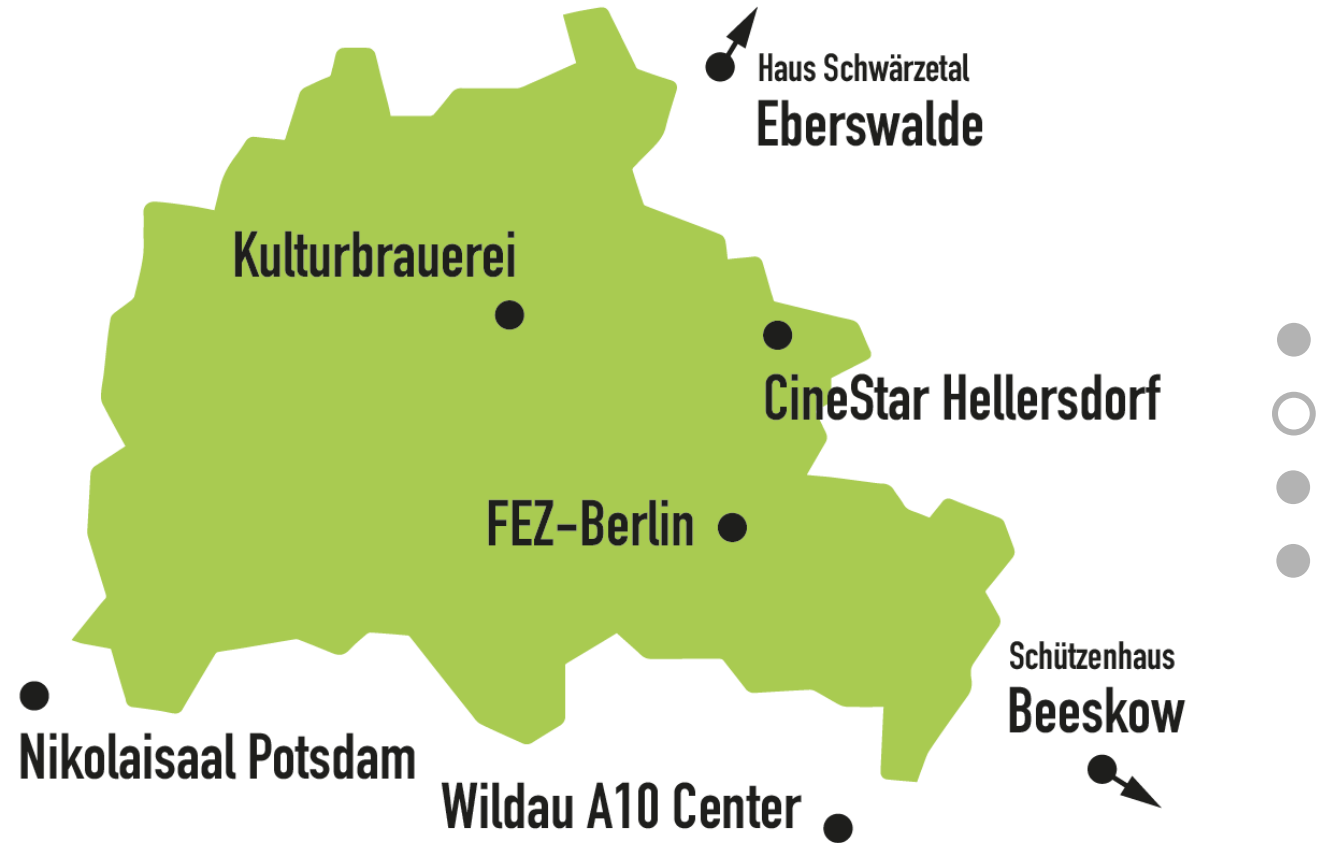 Haus Schwärzetal
Eberswalde
Kulturbrauerei
CineStar Hellersdorf
FEZ-Berlin
Schützenhaus
Beeskow
Nikolaisaal Potsdam
Wildau A10 Center